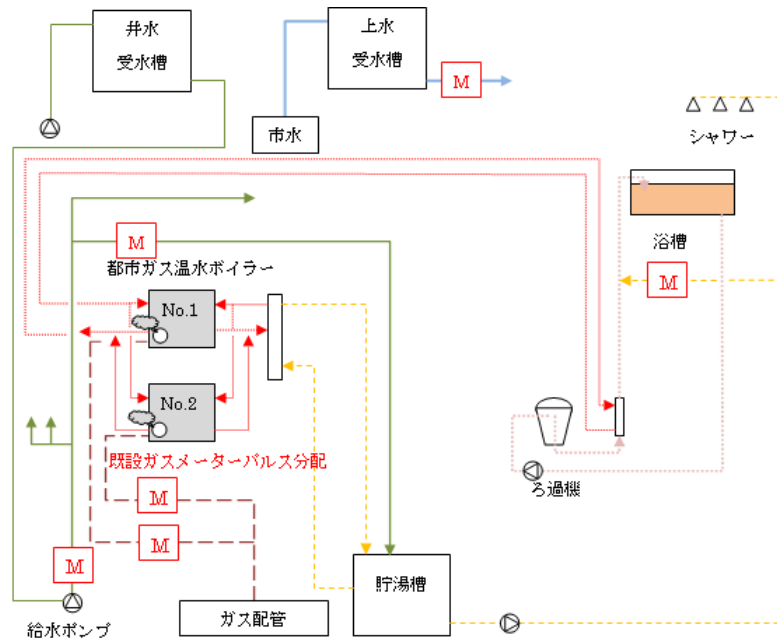 井水
受水槽
上水
受水槽
M
市水
シャワー
浴槽
M
M
都市ガス温水ボイラー
No.1
No.2
既設ガスメーターパルス分配
M
M
M
ろ過機
貯湯槽
ガス配管
給水ポンプ